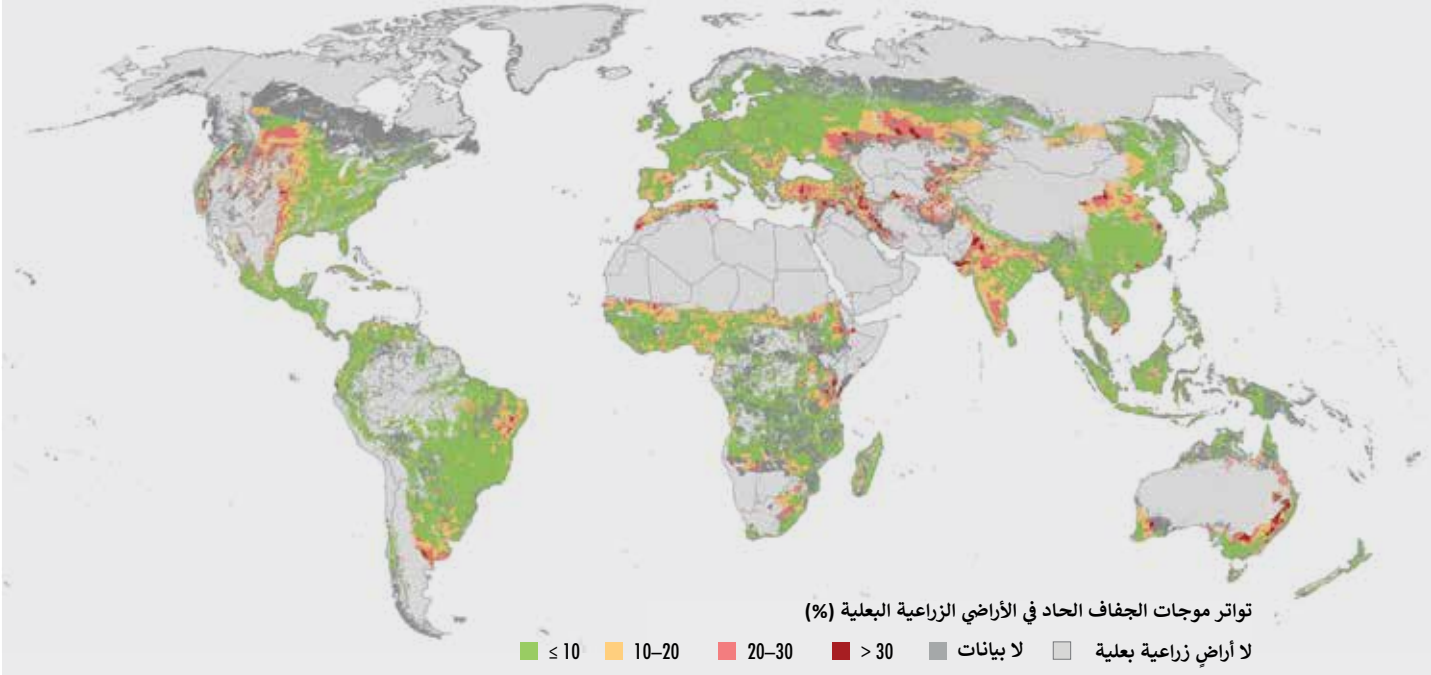 تواتر موجات الجفاف الحاد في الأراضي الزراعية البعلية (%)
لا أراضٍ زراعية بعلية لا بيانات > 30 20–30 10–20 ≤ 10